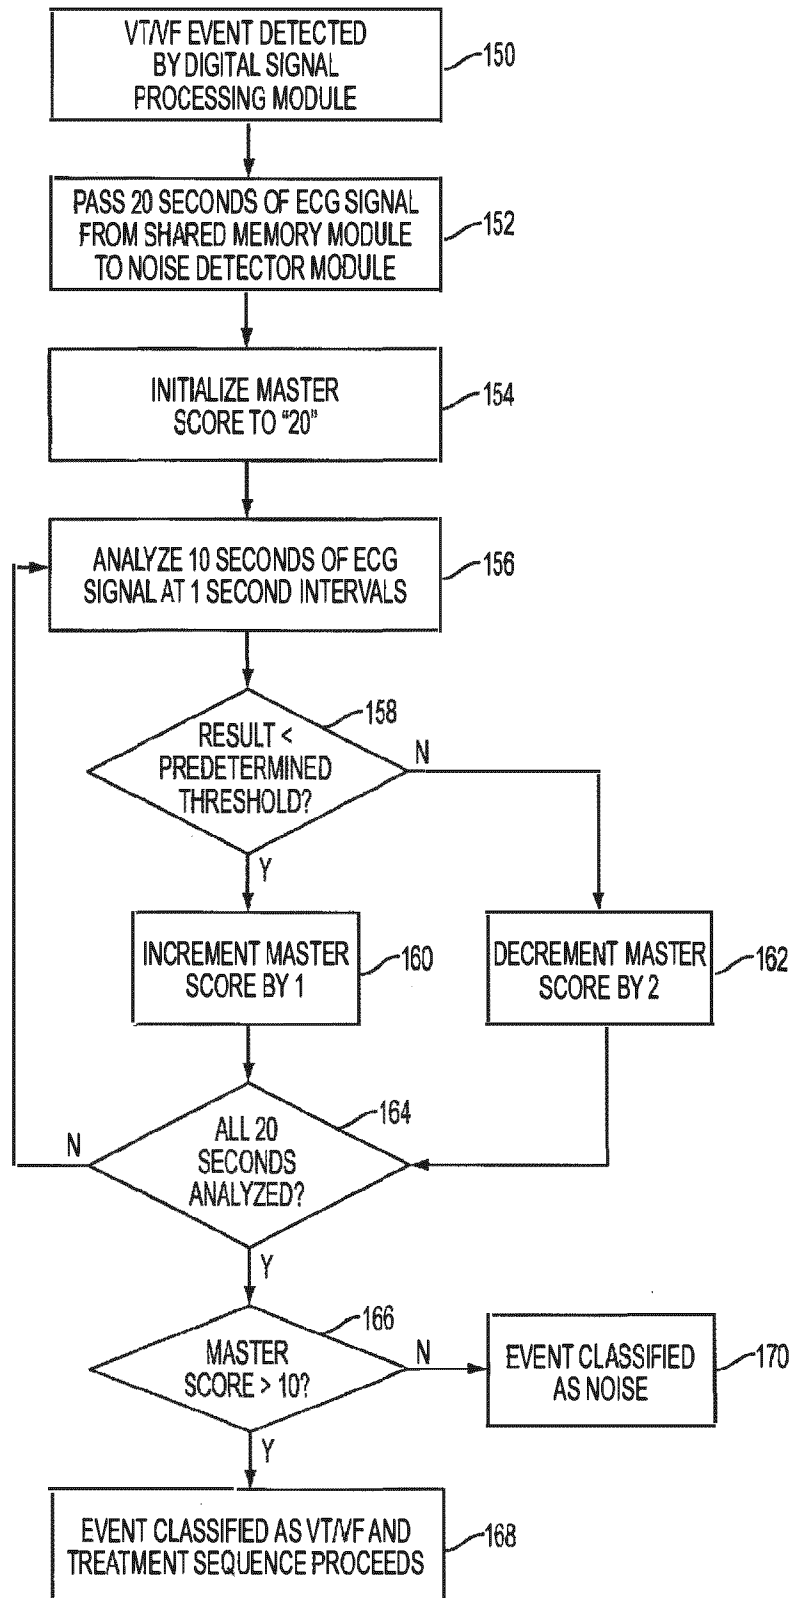 VT/VF EVENT DETECTED
BY DIGITAL SIGNAL
PROCESSING MODULE
150
PASS 20 SECONDS OF ECG SIGNAL
FROM SHARED MEMORY MODULE
TO NOISE DETECTOR MODULE
152
INITIALIZE MASTER
SCORE TO “20”
154
ANALYZE 10 SECONDS OF ECG
SIGNAL AT 1 SECOND INTERVALS
156
RESULT <
PREDETERMINED
THRESHOLD?
158
N
Y
INCREMENT MASTER
SCORE BY 1
160
DECREMENT MASTER
SCORE BY 2
162
ALL 20
SECONDS
ANALYZED?
164
N
Y
MASTER
SCORE > 10?
166
N
EVENT CLASSIFIED
AS NOISE
170
Y
EVENT CLASSIFIED AS VT/VF AND
TREATMENT SEQUENCE PROCEEDS
168